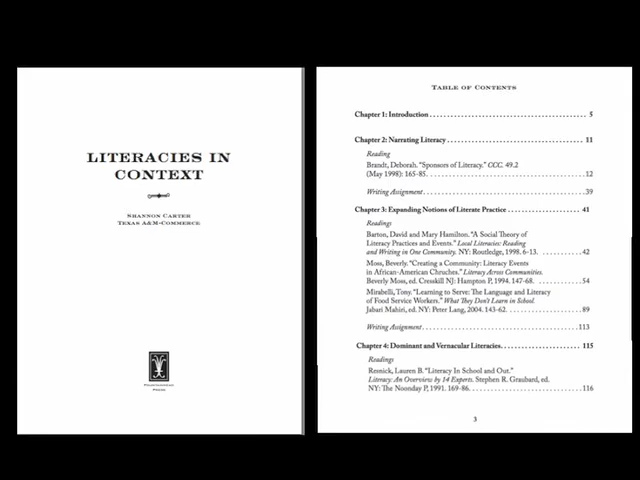 LITERACIES IN
CONTEXT
SHANNON CARTER
TEXAS A&M-COMMERCE
FOUNTAINHEAD
PRESS
TABLE OF CONTENTS
Chapter 1: Introduction . . . . . . . . . . . . . . . . . . . . . . . . . . . . . . 5
Chapter 2: Narrating Literacy . . . . . . . . . . . . . . . . . . . . . . . . . . 11
Reading
Brandt, Deborah. “Sponsors of Literacy.” CCC. 49.2
(May 1998): 165-85. . . . . . . . . . . . . . . . . . . . . . . . . . . . . . 12
Writing Assignment . . . . . . . . . . . . . . . . . . . . . . . . . . . . . . 39
Chapter 3: Expanding Notions of Literate Practice . . . . . . . . . . . . . . 41
Readings
Barton, David and Mary Hamilton. “A Social Theory of
Literacy Practices and Events.” Local Literacies: Reading
and Writing in One Community. NY: Routledge, 1998. 6-13. . . . . . . . . 42
Moss, Beverly. “Creating a Community: Literacy Events
in African-American Chruches.” Literacy Across Communities.
Beverly Moss, ed. Cresskill NJ: Hampton P, 1994. 147-68. . . . . . . . . 54
Mirabelli, Tony. “Learning to Serve: The Language and Literacy
of Food Service Workers.” What They Don't Learn in School.
Jabari Mahiri, ed. NY: Peter Lang, 2004. 143-62. . . . . . . . . . . . . 89
Writing Assignment . . . . . . . . . . . . . . . . . . . . . . . . . . . . . 113
Chapter 4: Dominant and Vernacular Literacies. . . . . . . . . . . . . . . . 115
Readings
Resnick, Lauren B. “Literacy In School and Out.”
Literacy: An Overview by 14 Experts. Stephen R. Graubard, ed.
NY: The Noonday P, 1991. 169-86. . . . . . . . . . . . . . . . . . . . . . 116
3